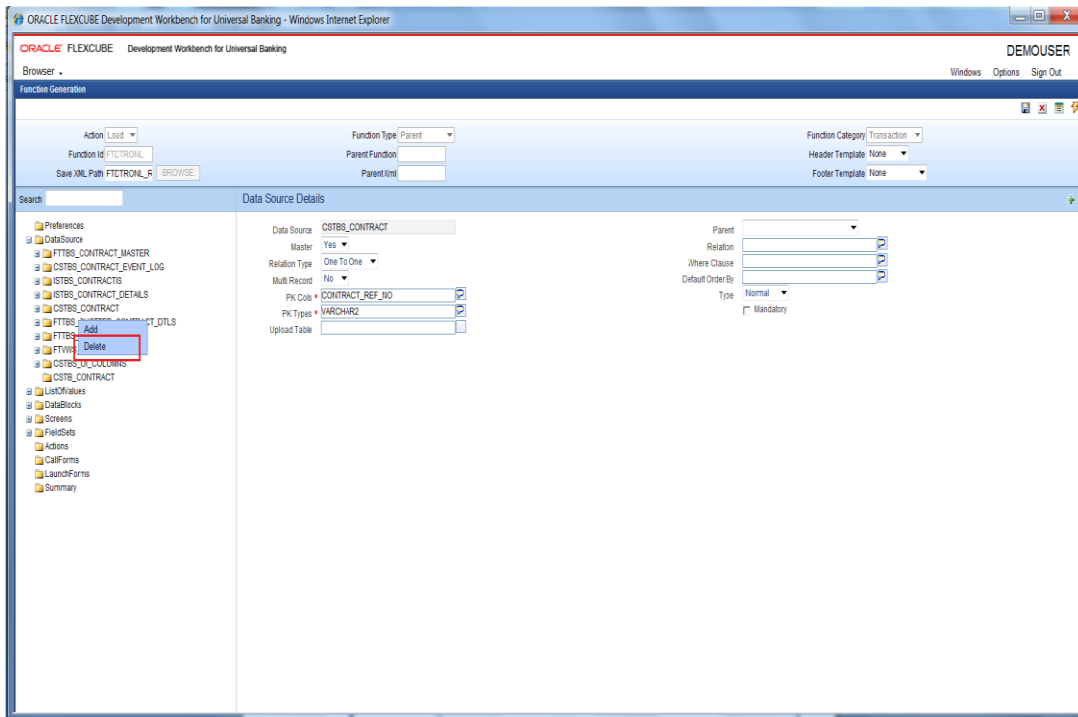 ORACLE FLEXCUBE Development Workbench for Universal Banking - Windows Internet Explorer
ORACLE FLEXCUBE Development Workbench for Universal Banking DEMOUSER
Browser Windows Options Sign Out
Function Generation
Action Load Function Type Parent Function Category Transaction
Function Id FTCTRONL Parent Function Header Template None
Save XML Path FTCTRONL_R BROWSE Parent Xml Footer Template None
Search Data Source Details
Preferences
DataSource
FTTBS_CONTRACT_MASTER
CSTBS_CONTRACT_EVENT_LOG
ISTBS_CONTRACTIS
ISTBS_CONTRACT_DETAILS
CSTBS_CONTRACT
FTTBS_ CT_DTLS
FTTBS_
FTVWS_
CSTBS_UI_COLUMNS
CSTB_CONTRACT
ListOfValues
DataBlocks
Screens
FieldSets
Actions
CallForms
LaunchForms
Summary
Add
Delete
Data Source CSTBS_CONTRACT Parent
Master Yes Relation
Relation Type One To One Where Clause
Multi Record No Default Order By
PK Cols * CONTRACT_REF_NO Type Normal
PK Types * VARCHAR2 Mandatory
Upload Table